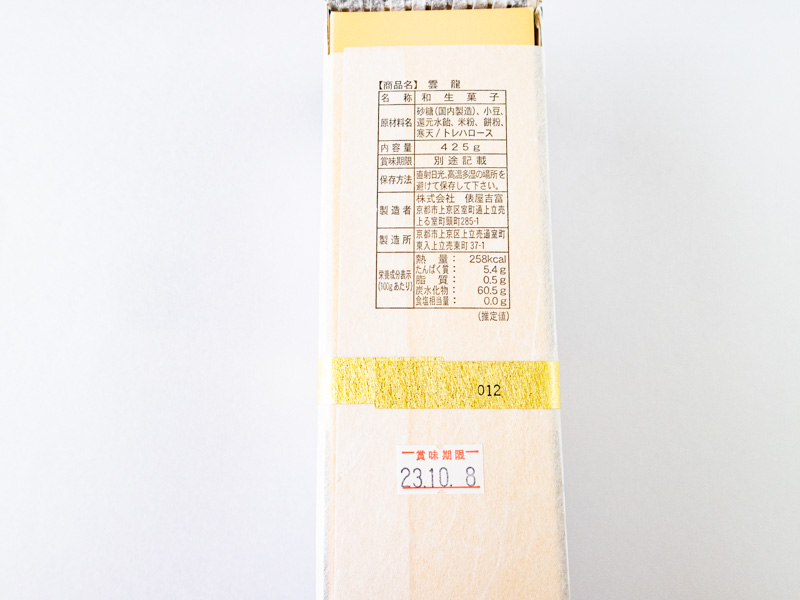 【商品名】 雲 龍
名 称 和 生 菓 子
原材料名 砂糖（国内製造）、小豆、
還元水飴、米粉、餅粉、
寒天/トレハロース
内容量 425g
賞味期限 別途記載
保存方法 直射日光、高温多湿の場所を
避けて保存して下さい。
製造者 株式会社 俵屋吉富
京都市上京区室町通上立売
上る室町頭町285-1
製造所 京都市上京区上立売通室町
東入上立売東町37-1
栄養成分表示
(100gあたり)
熱 量： 258kcal
たんぱく質： 5.4g
脂 質： 0.5g
炭水化物： 60.5g
食塩相当量： 0.0g
(推定値)
012
賞味期限
23.10. 8